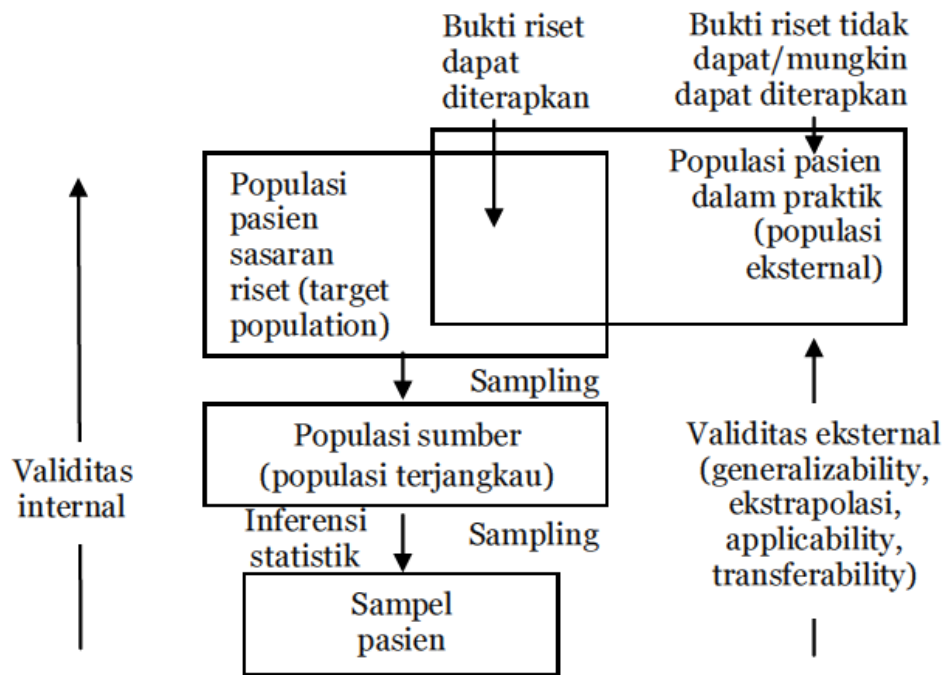 Bukti riset
dapat
diterapkan
Bukti riset tidak
dapat/mungkin
dapat diterapkan
Populasi
pasien
sasaran
riset (target
population)
Populasi pasien
dalam praktik
(populasi
eksternal)
Sampling
Populasi sumber
(populasi terjangkau)
Validitas
internal
Validitas eksternal
(generalizability,
ekstrapolasi,
applicability,
transferability)
Inferensi
statistik
Sampling
Sampel
pasien